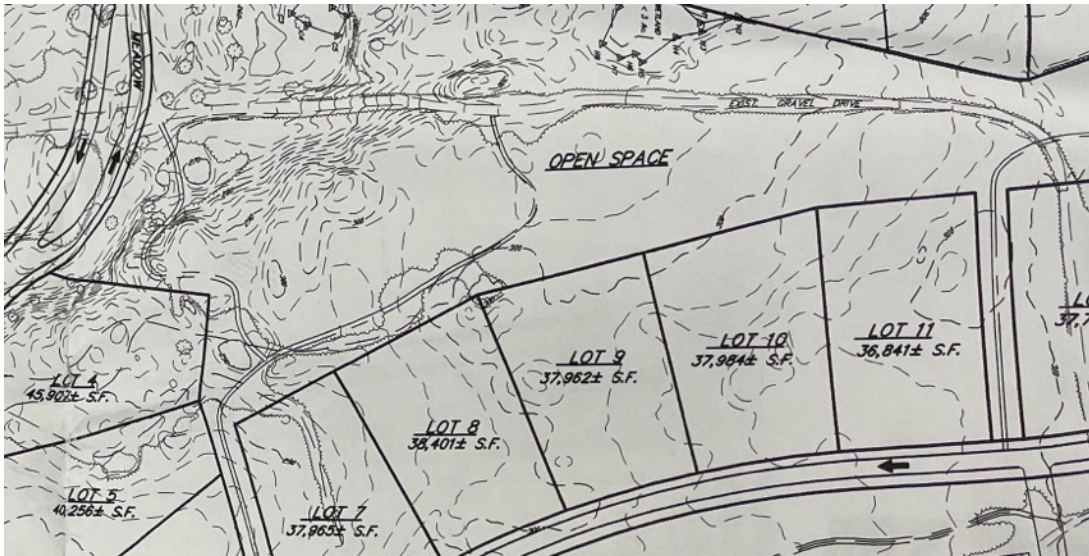 MEADOW
EXIST. GRAVEL DRIVE
OPEN SPACE
LOT 4
45,902± S.F.
LOT 5
40,256± S.F.
LOT 7
37,965± S.F.
LOT 8
38,401± S.F.
LOT 9
37,962± S.F.
LOT 10
37,984± S.F.
LOT 11
36,841± S.F.